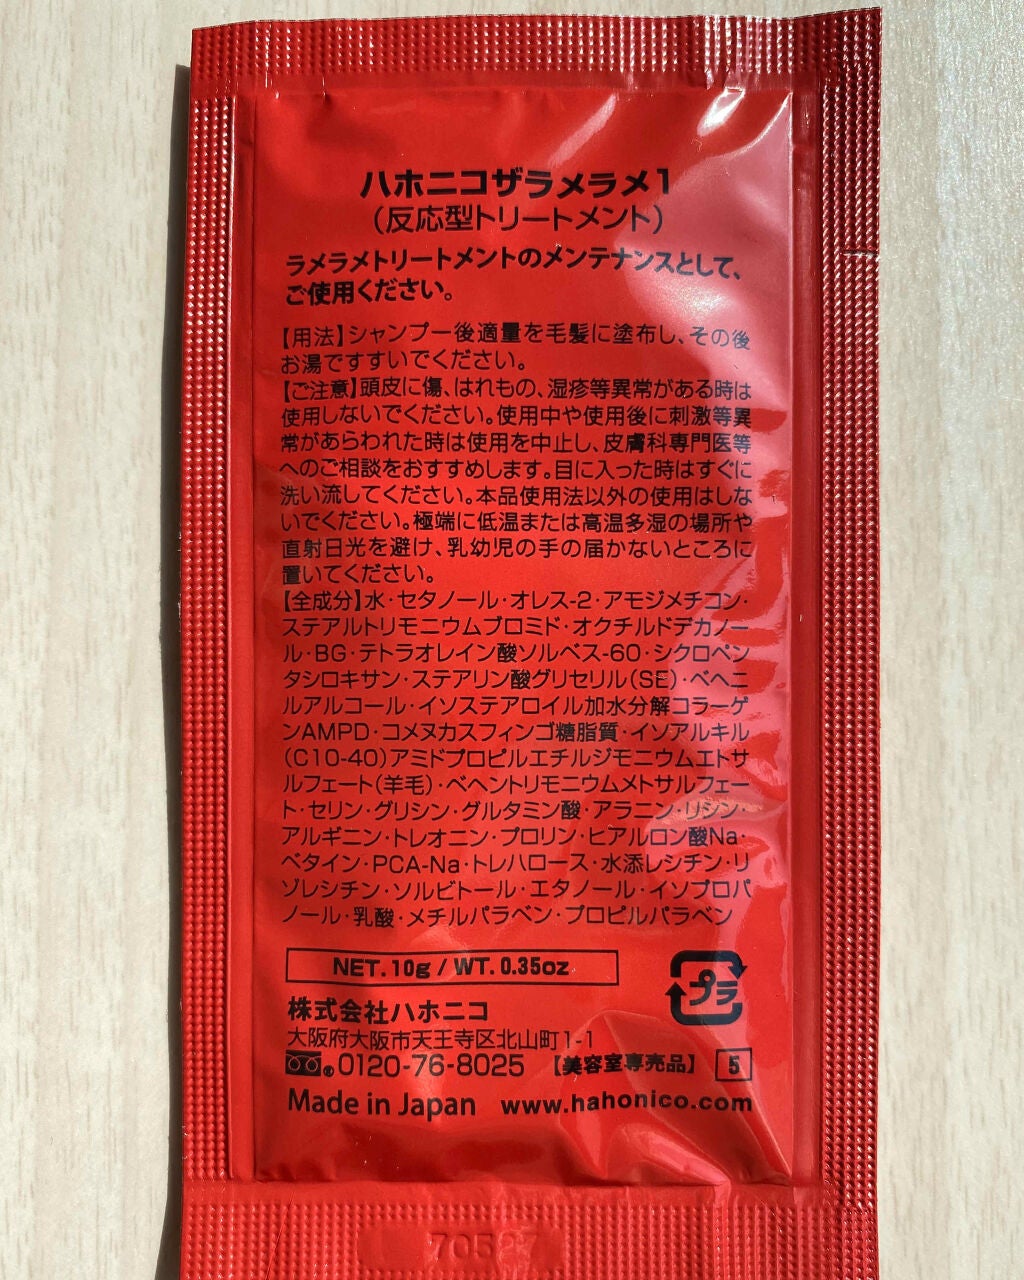 ハホニコザラメラメ1
(反応型トリートメント)
ラメラメトリートメントのメンテナンスとして、
ご使用ください。
【用法】シャンプー後適量を毛髪に塗布し、その後
お湯ですすいでください。
【ご注意】頭皮に傷、はれもの、湿疹等異常がある時は
使用しないでください。使用中や使用後に刺激等異
常があらわれた時は使用を中止し、皮膚科専門医等
へのご相談をおすすめします。目に入った時はすぐに
洗い流してください。本品使用法以外の使用はしな
いでください。極端に低温または高温多湿の場所や
直射日光を避け、乳幼児の手の届かないところに
置いてください。
【全成分】水・セタノール・オレス-2・アモジメチコン・
ステアルトリモニウムブロミド・オクチルドデカノー
ル・BG・テトラオレイン酸ソルベス-60・シクロペン
タシロキサン・ステアリン酸グリセリル(SE)・ベヘニ
ルアルコール・イソステアロイル加水分解コラーゲ
ンAMPD・コメヌカスフィンゴ糖脂質・イソアルキル
(C10-40)アミドプロピルエチルジモニウムエトサ
ルフェート(羊毛)・ベヘントリモニウムメトサルフェー
ト・セリン・グリシン・グルタミン酸・アラニン・リシン・
アルギニン・トレオニン・プロリン・ヒアルロン酸Na・
ベタイン・PCA-Na・トレハロース・水添レシチン・リ
ゾレシチン・ソルビトール・エタノール・イソプロパ
ノール・乳酸・メチルパラベン・プロピルパラベン
NET.10g / WT. 0.35oz
プラ
株式会社ハホニコ
大阪府大阪市天王寺区北山町1-1
0120-76-8025 【美容室専売品】 5
Made in Japan www.hahonico.com